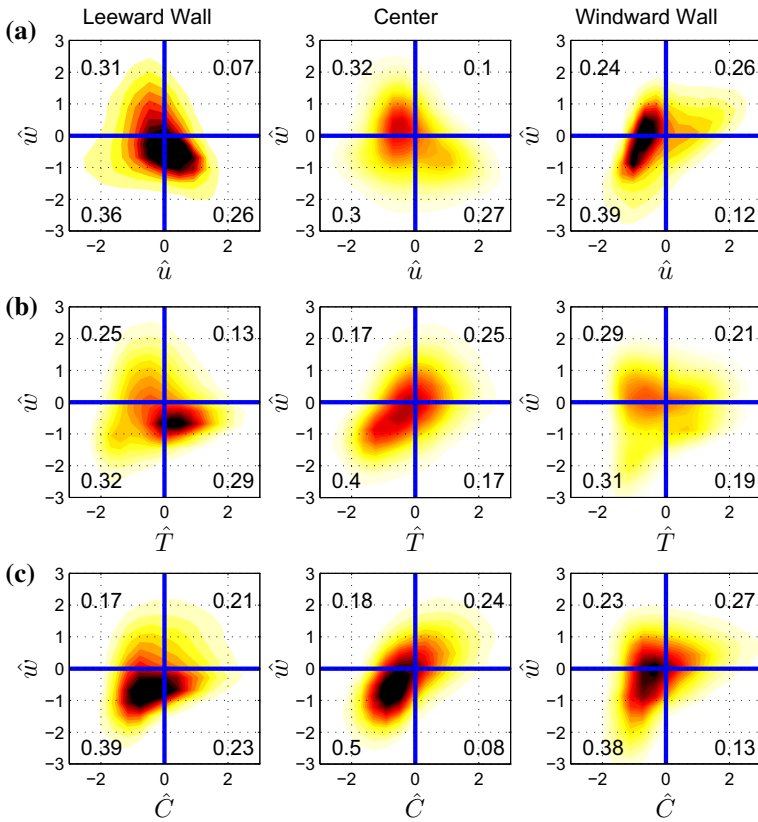 Leeward Wall Center Windward Wall
(a)
3 3 3
0.31 0.07 0.32 0.1 0.24 0.26
2 2 2
1 1 1
ŵ 0 ŵ 0 ŵ 0
−1 −1 −1
−2 −2 −2
0.36 0.26 0.3 0.27 0.39 0.12
−3 −3 −3
−2 0 2 −2 0 2 −2 0 2
û û û
(b)
3 3 3
0.25 0.13 0.17 0.25 0.29 0.21
2 2 2
1 1 1
ŵ 0 ŵ 0 ŵ 0
−1 −1 −1
−2 −2 −2
0.32 0.29 0.4 0.17 0.31 0.19
−3 −3 −3
−2 0 2 −2 0 2 −2 0 2
T̂ T̂ T̂
(c)
3 3 3
0.17 0.21 0.18 0.24 0.23 0.27
2 2 2
1 1 1
ŵ 0 ŵ 0 ŵ 0
−1 −1 −1
−2 −2 −2
0.39 0.23 0.5 0.08 0.38 0.13
−3 −3 −3
−2 0 2 −2 0 2 −2 0 2
Ĉ Ĉ Ĉ